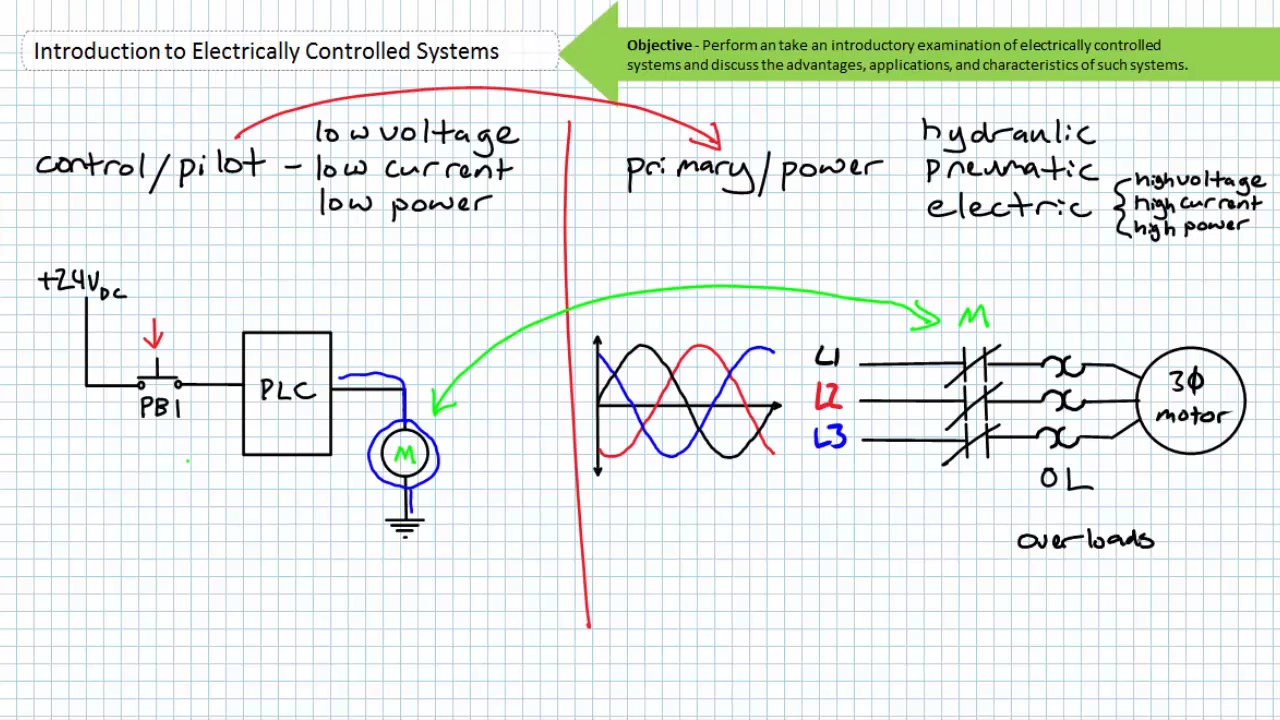 Introduction to Electrically Controlled Systems
Objective - Perform an take an introductory examination of electrically controlled
systems and discuss the advantages, applications, and characteristics of such systems.
control/pilot -
low voltage
low current
low power
primary/power
hydraulic
pneumatic
electric
high voltage
high current
high power
+24VDC
PB1
PLC
M
L1
L2
L3
M
OL
overloads
3Φ
motor